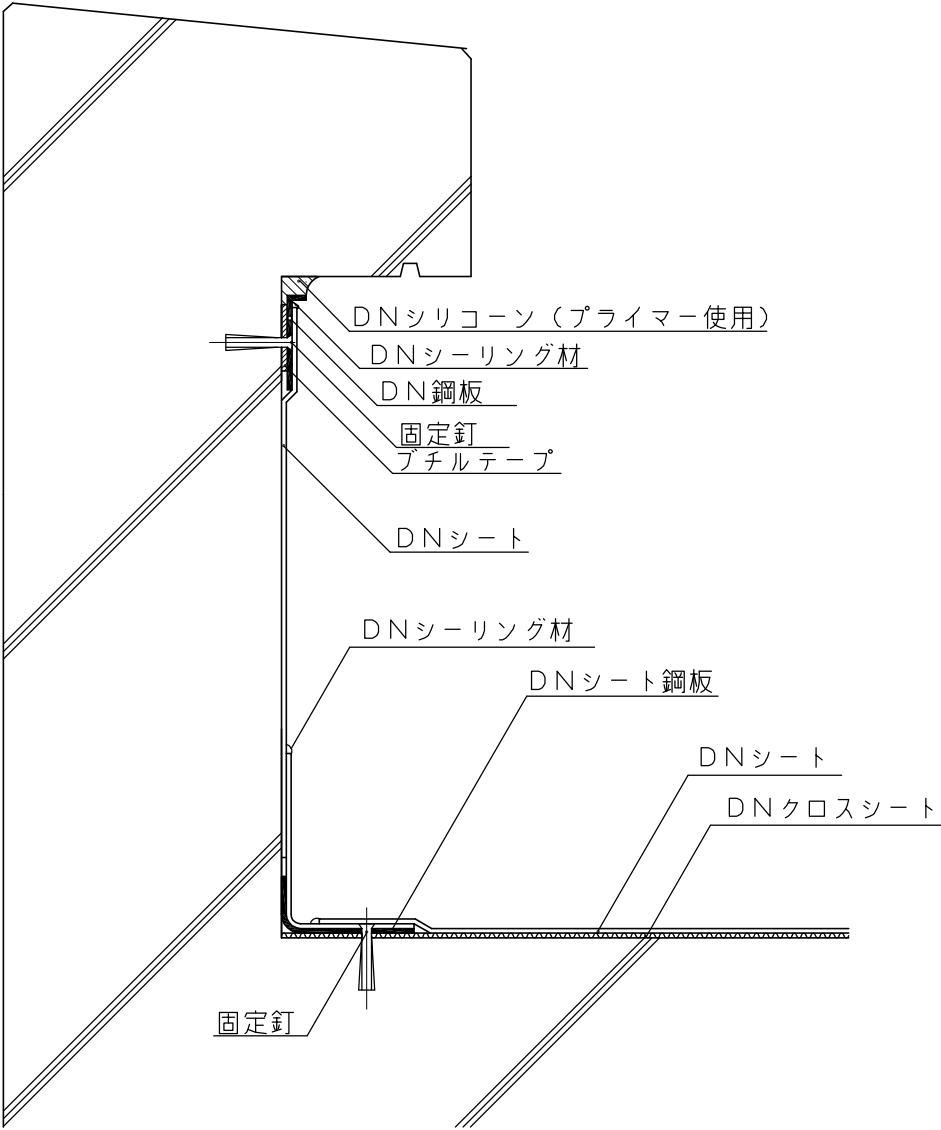 DNシリコーン（プライマー使用）
DNシーリング材
DN鋼板
固定釘
ブチルテープ
DNシート
DNシーリング材
DNシート鋼板
DNシート
DNクロスシート
固定釘